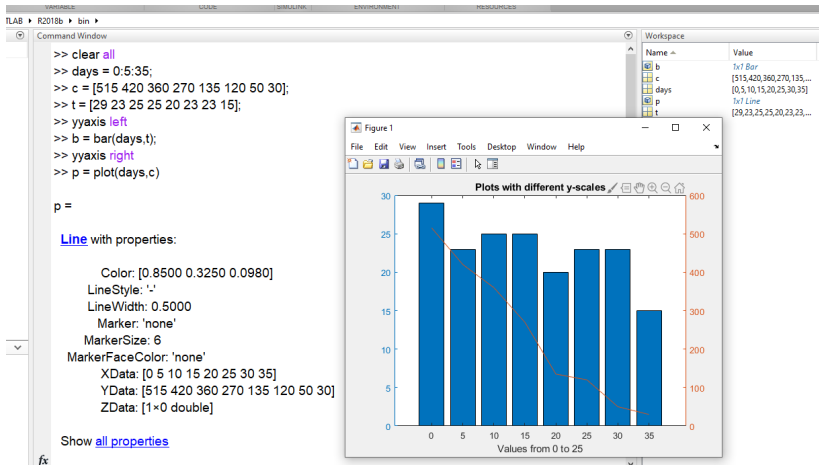 VARIABLE CODE SIMULINK ENVIRONMENT RESOURCES
TLAB R2018b bin
Command Window
>> clear all
>> days = 0:5:35;
>> c = [515 420 360 270 135 120 50 30];
>> t = [29 23 25 25 20 23 23 15];
>> yyaxis left
>> b = bar(days,t);
>> yyaxis right
>> p = plot(days,c)
p =
Line with properties:
Color: [0.8500 0.3250 0.0980]
LineStyle: '-'
LineWidth: 0.5000
Marker: 'none'
MarkerSize: 6
MarkerFaceColor: 'none'
XData: [0 5 10 15 20 25 30 35]
YData: [515 420 360 270 135 120 50 30]
ZData: [1×0 double]
Show all properties
fx
Workspace
Name Value
b 1x1 Bar
c [515,420,360,270,135,...
days [0,5,10,15,20,25,30,35]
p 1x1 Line
t [29,23,25,25,20,23,23,...
Figure 1
File Edit View Insert Tools Desktop Window Help
Plots with different y-scales
30 600
25 500
20 400
15 300
10 200
5 100
0 0
0 5 10 15 20 25 30 35
Values from 0 to 25